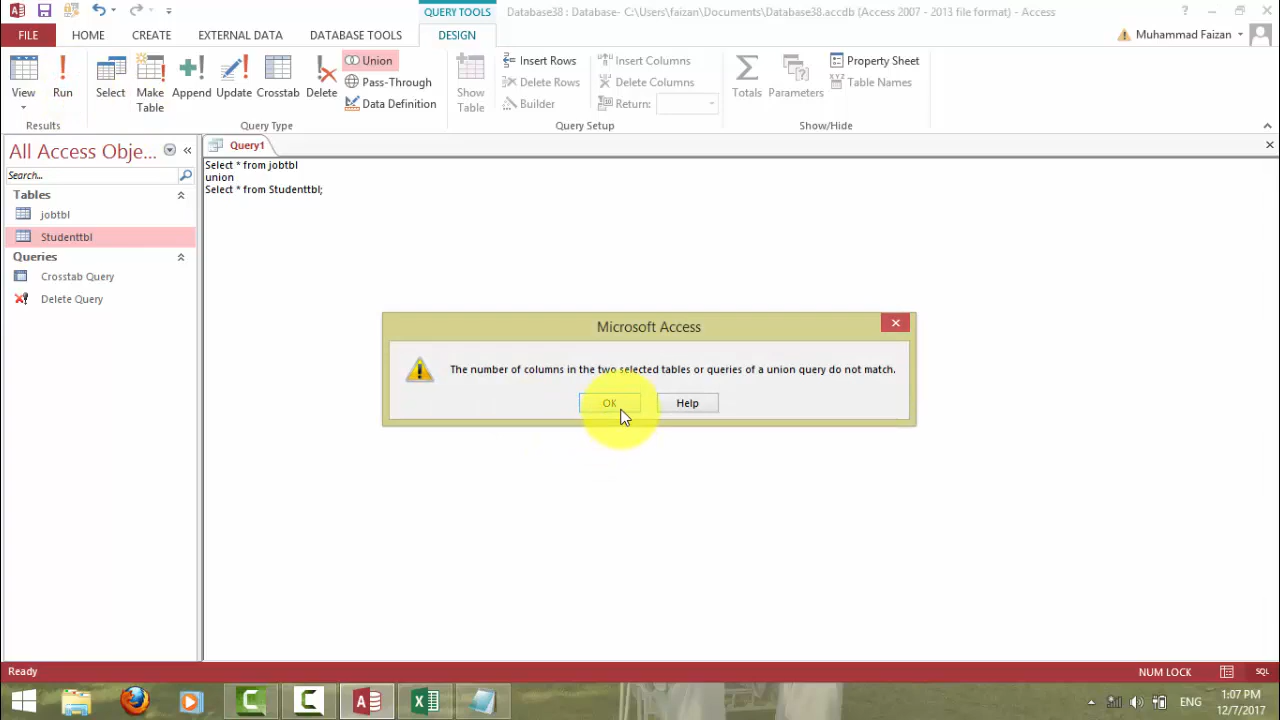 QUERY TOOLS
Database38 : Database- C:\Users\faizan\Documents\Database38.accdb (Access 2007 - 2013 file format) - Access
FILE
HOME
CREATE
EXTERNAL DATA
DATABASE TOOLS
DESIGN
Muhammad Faizan
View
Run
Results
Select
Make Table
Append
Update
Crosstab
Delete
Union
Pass-Through
Data Definition
Query Type
Show Table
Insert Rows
Delete Rows
Builder
Insert Columns
Delete Columns
Return:
Query Setup
Totals
Parameters
Property Sheet
Table Names
Show/Hide
All Access Obje...
Search...
Tables
jobtbl
Studenttbl
Queries
Crosstab Query
Delete Query
Query1
Select * from jobtbl
union
Select * from Studenttbl;
Microsoft Access
The number of columns in the two selected tables or queries of a union query do not match.
OK
Help
Ready
NUM LOCK
SQL
ENG
1:07 PM
12/7/2017